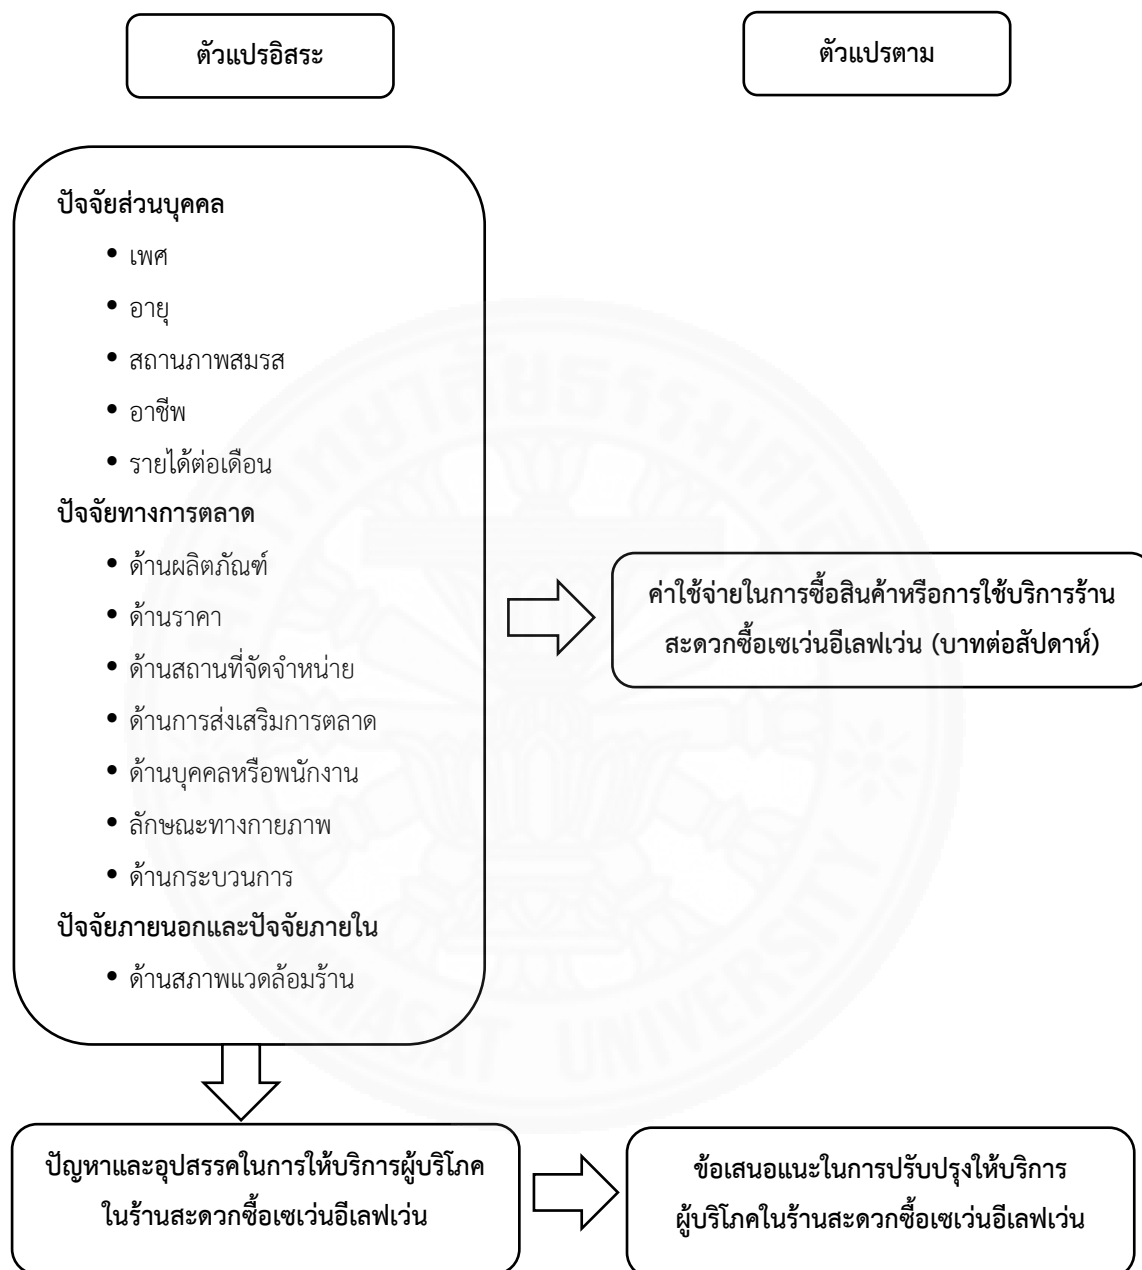 ตัวแปรอิสระ
ตัวแปรตาม
ปัจจัยส่วนบุคคล
• เพศ
• อายุ
• สถานภาพสมรส
• อาชีพ
• รายได้ต่อเดือน
ปัจจัยทางการตลาด
• ด้านผลิตภัณฑ์
• ด้านราคา
• ด้านสถานที่จัดจำหน่าย
• ด้านการส่งเสริมการตลาด
• ด้านบุคคลหรือพนักงาน
• ลักษณะทางกายภาพ
• ด้านกระบวนการ
ปัจจัยภายนอกและปัจจัยภายใน
• ด้านสภาพแวดล้อมร้าน
ค่าใช้จ่ายในการซื้อสินค้าหรือการใช้บริการร้าน
สะดวกซื้อเซเว่นอีเลฟเว่น (บาทต่อสัปดาห์)
ปัญหาและอุปสรรคในการให้บริการผู้บริโภค
ในร้านสะดวกซื้อเซเว่นอีเลฟเว่น
ข้อเสนอแนะในการปรับปรุงให้บริการ
ผู้บริโภคในร้านสะดวกซื้อเซเว่นอีเลฟเว่น